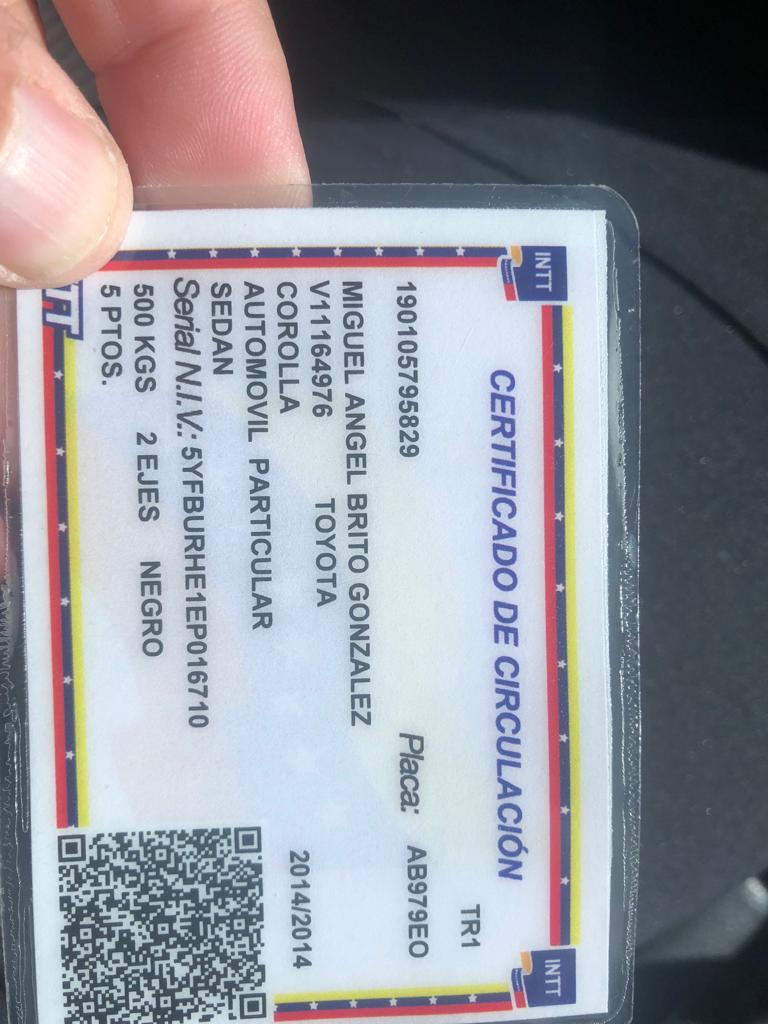 INTT
INTT
CERTIFICADO DE CIRCULACIÓN
TR1
190105795829 Placa: AB979EO
MIGUEL ANGEL BRITO GONZALEZ
V11164976 TOYOTA
COROLLA 2014/2014
AUTOMOVIL PARTICULAR
SEDAN
Serial N.I.V.: 5YFBURHE1EP016710
500 KGS 2 EJES NEGRO
5 PTOS.